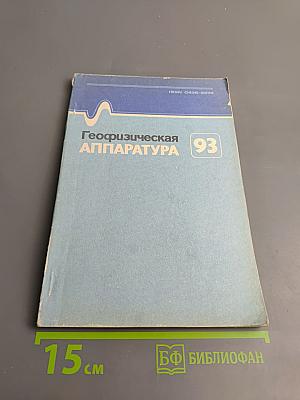 Геофизическая
АППАРАТУРА
93
15 см
БФ БИБЛИОФАН